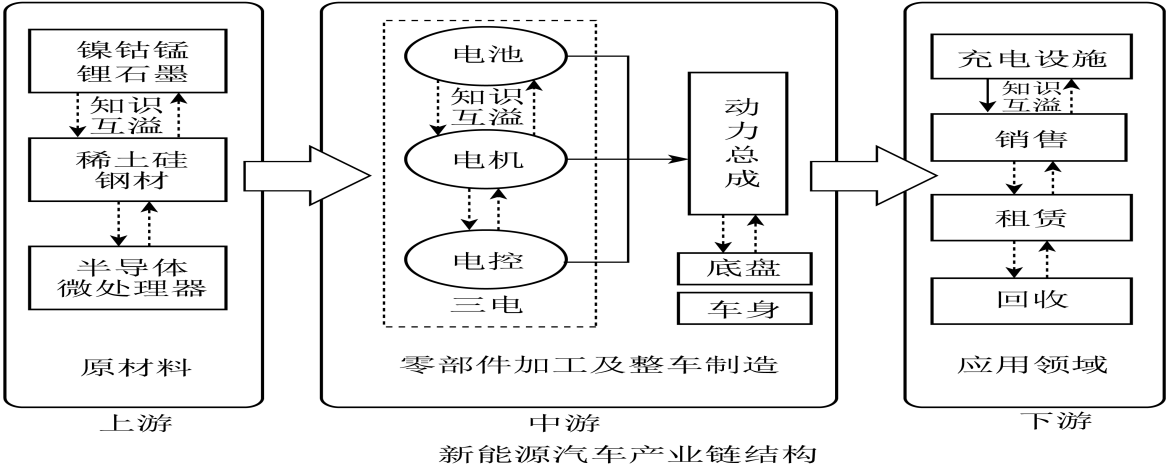 镍钴锰
锂石墨
知识
互溢
稀土硅
钢材
半导体
微处理器
原材料
上游
电池
知识
互溢
电机
电控
三电
动
力
总
成
底盘
车身
零部件加工及整车制造
中游
充电设施
知识
互溢
销售
租赁
回收
应用领域
下游
新能源汽车产业链结构